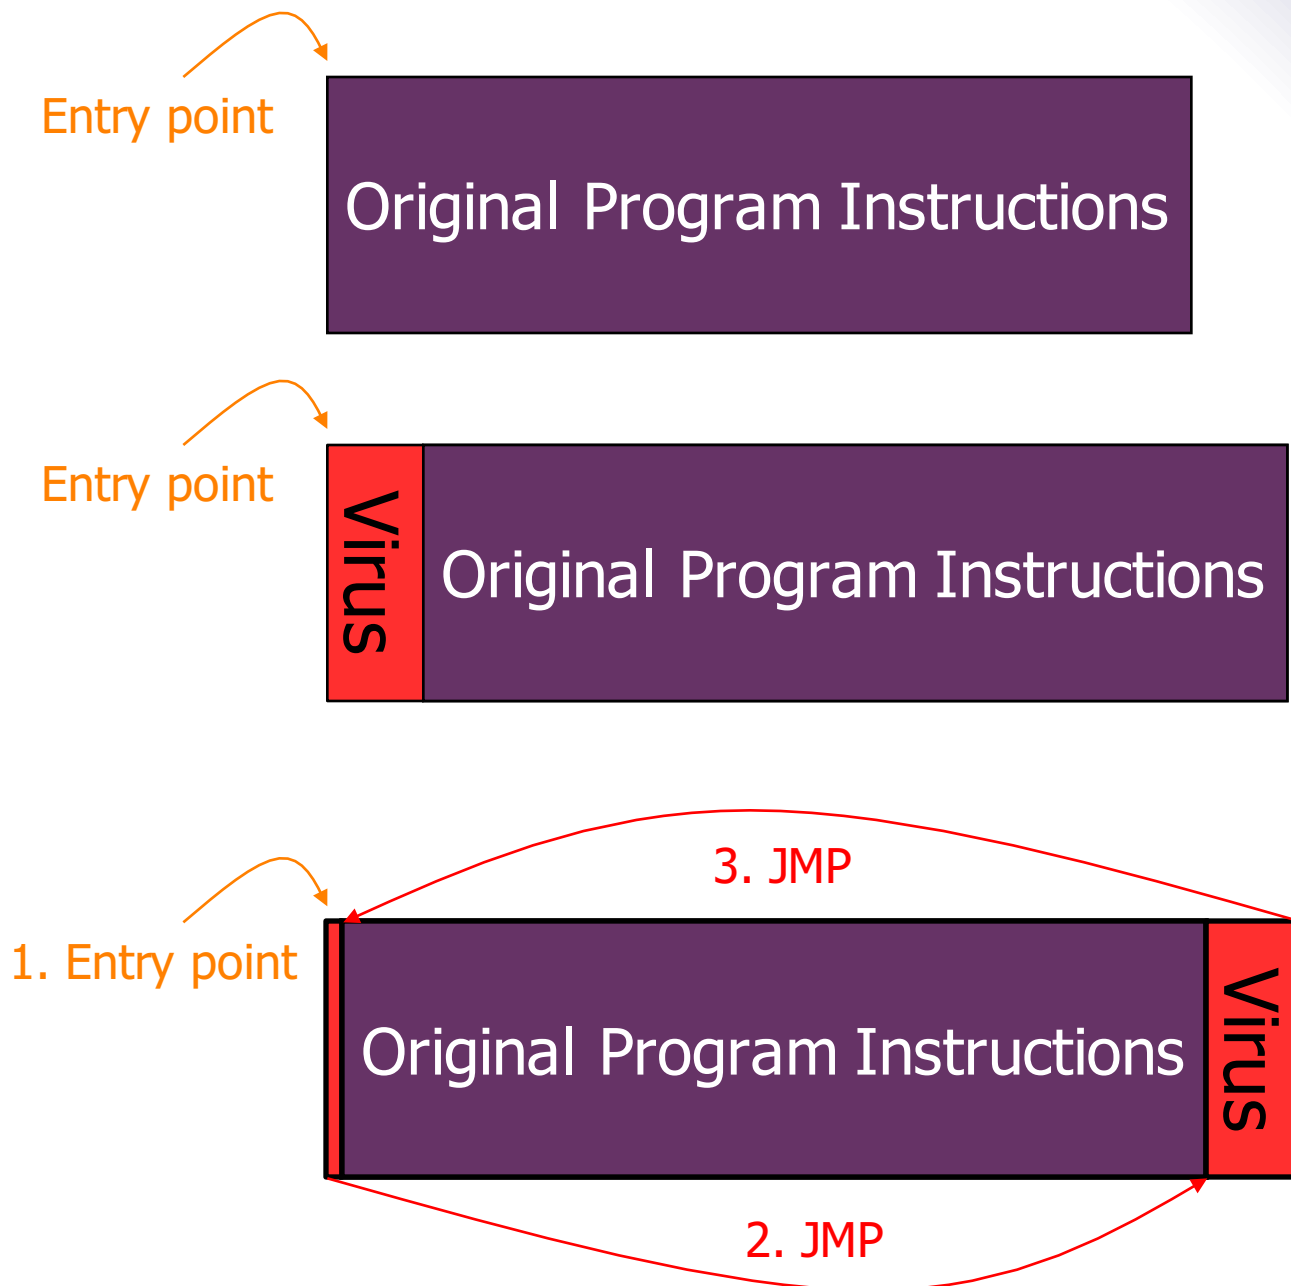 Entry point
Original Program Instructions
Entry point
Virus
Original Program Instructions
3. JMP
1. Entry point
Original Program Instructions
Virus
2. JMP